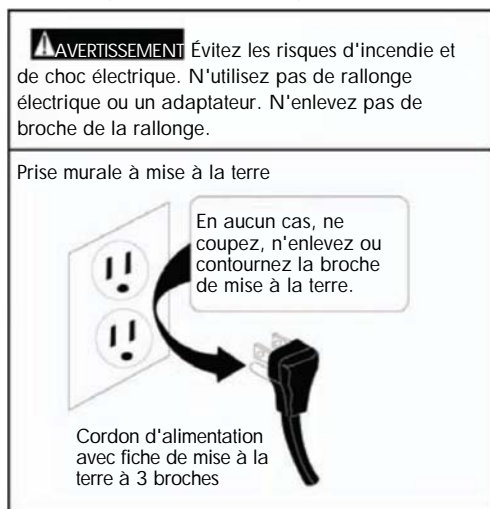 AVERTISSEMENT Évitez les risques d'incendie et
de choc électrique. N'utilisez pas de rallonge
électrique ou un adaptateur. N'enlevez pas de
broche de la rallonge.
Prise murale à mise à la terre
En aucun cas, ne
coupez, n'enlevez ou
contournez la broche
de mise à la terre.
Cordon d'alimentation
avec fiche de mise à la
terre à 3 broches